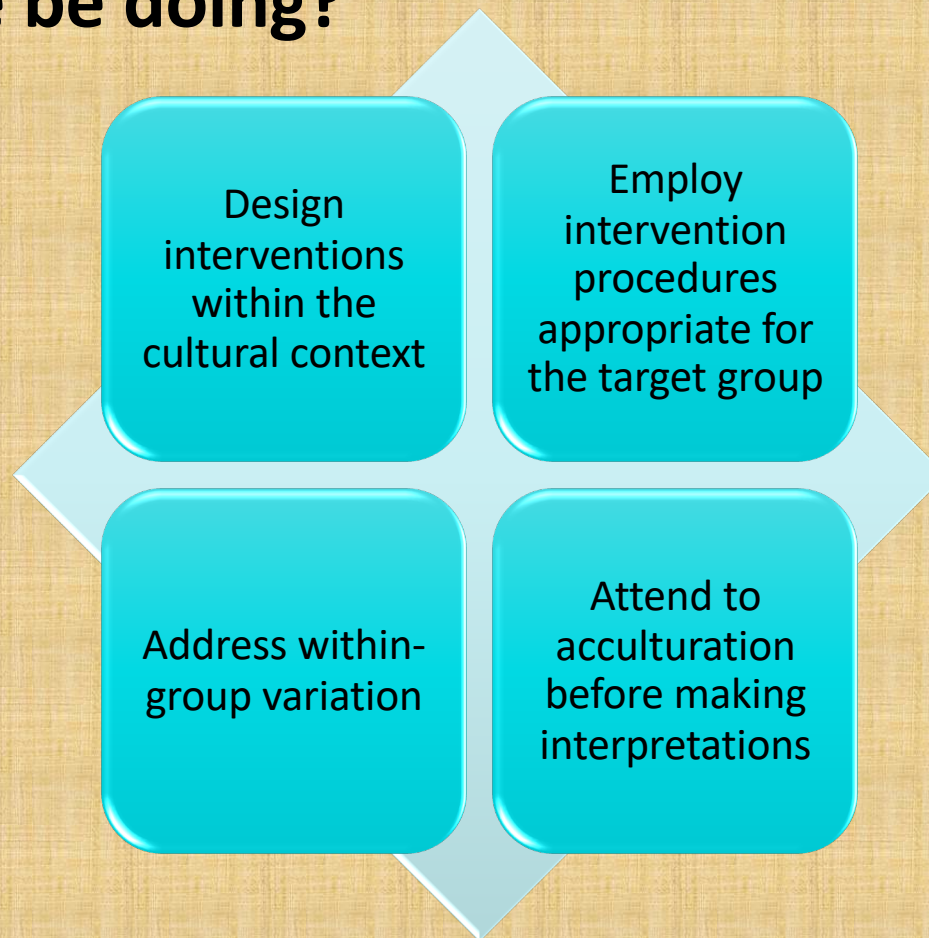 be doing?
Design
interventions
within the
cultural context
Employ
intervention
procedures
appropriate for
the target group
Address within-
group variation
Attend to
acculturation
before making
interpretations